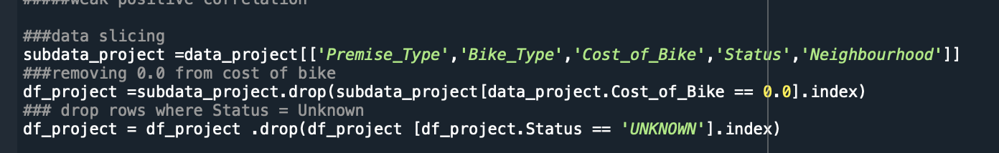 #####weak positive correlation
###data slicing
subdata_project =data_project[['Premise_Type','Bike_Type','Cost_of_Bike','Status','Neighbourhood']]
###removing 0.0 from cost of bike
df_project =subdata_project.drop(subdata_project[data_project.Cost_of_Bike == 0.0].index)
### drop rows where Status = Unknown
df_project = df_project .drop(df_project [df_project.Status == 'UNKNOWN'].index)